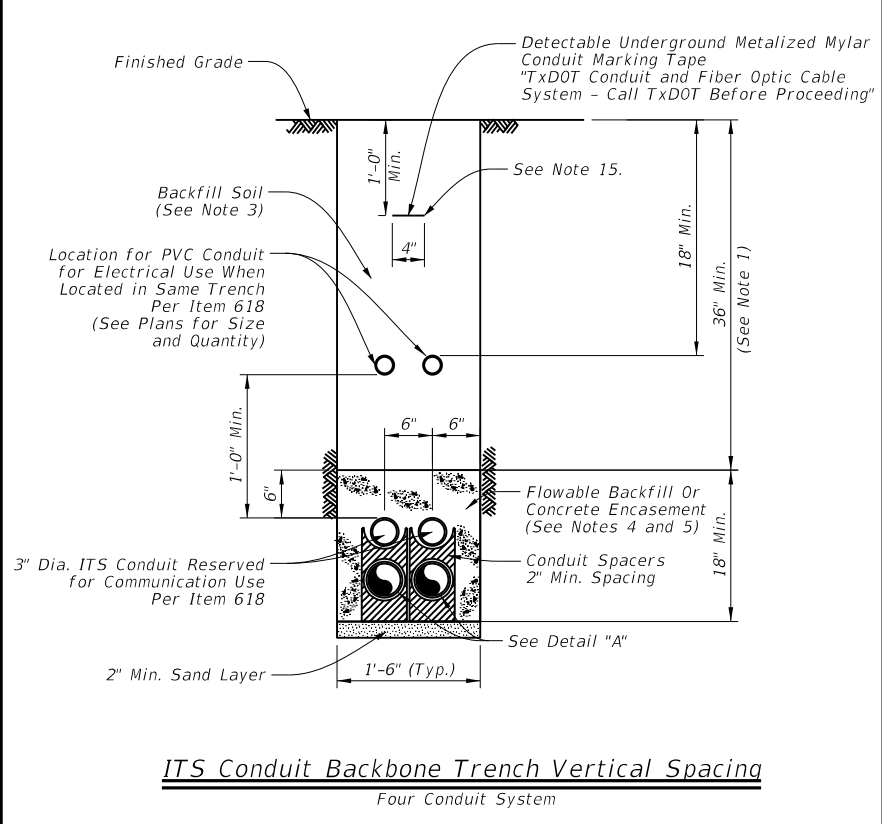 Finished Grade
Detectable Underground Metalized Mylar
Conduit Marking Tape
"TxDOT Conduit and Fiber Optic Cable
System – Call TxDOT Before Proceeding"
1'-0"
Min.
See Note 15.
Backfill Soil
(See Note 3)
4"
18" Min.
36" Min.
(See Note 1)
Location for PVC Conduit
for Electrical Use When
Located in Same Trench
Per Item 618
(See Plans for Size
and Quantity)
1'-0" Min.
6"
6"
6"
Flowable Backfill Or
Concrete Encasement
(See Notes 4 and 5)
18" Min.
3" Dia. ITS Conduit Reserved
for Communication Use
Per Item 618
Conduit Spacers
2" Min. Spacing
See Detail "A"
2" Min. Sand Layer
1'-6" (Typ.)
ITS Conduit Backbone Trench Vertical Spacing
Four Conduit System